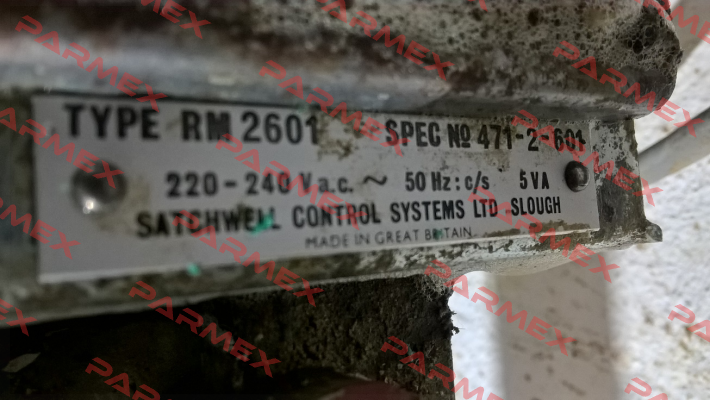 TYPE RM 2601 SPEC Nº 471-2-601
220-240 V a.c. ~ 50 Hz: c/s 5 VA
SATCHWELL CONTROL SYSTEMS LTD SLOUGH
MADE IN GREAT BRITAIN
PARMEX